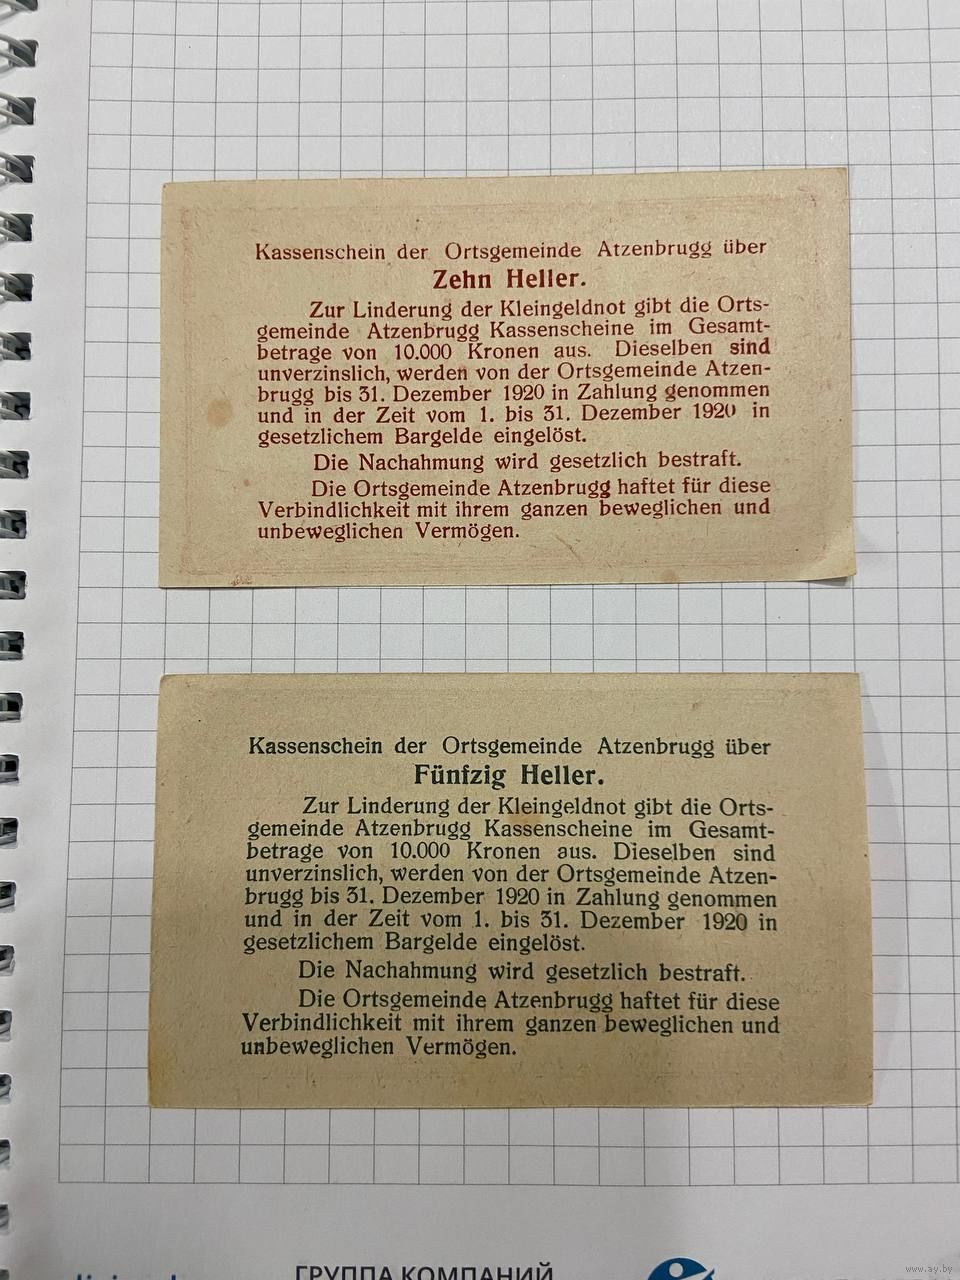 Kassenschein der Ortsgemeinde Atzenbrugg über
Zehn Heller.
Zur Linderung der Kleingeldnot gibt die Orts-
gemeinde Atzenbrugg Kassenscheine im Gesamt-
betrage von 10.000 Kronen aus. Dieselben sind
unverzinslich, werden von der Ortsgemeinde Atzen-
brugg bis 31. Dezember 1920 in Zahlung genommen
und in der Zeit vom 1. bis 31. Dezember 1920 in
gesetzlichem Bargelde eingelöst.
Die Nachahmung wird gesetzlich bestraft.
Die Ortsgemeinde Atzenbrugg haftet für diese
Verbindlichkeit mit ihrem ganzen beweglichen und
unbeweglichen Vermögen.
Kassenschein der Ortsgemeinde Atzenbrugg über
Fünfzig Heller.
Zur Linderung der Kleingeldnot gibt die Orts-
gemeinde Atzenbrugg Kassenscheine im Gesamt-
betrage von 10.000 Kronen aus. Dieselben sind
unverzinslich, werden von der Ortsgemeinde Atzen-
brugg bis 31. Dezember 1920 in Zahlung genommen
und in der Zeit vom 1. bis 31. Dezember 1920 in
gesetzlichem Bargelde eingelöst.
Die Nachahmung wird gesetzlich bestraft.
Die Ortsgemeinde Atzenbrugg haftet für diese
Verbindlichkeit mit ihrem ganzen beweglichen und
unbeweglichen Vermögen.
ГРУППА КОМПАНИЙ
www.ay.by